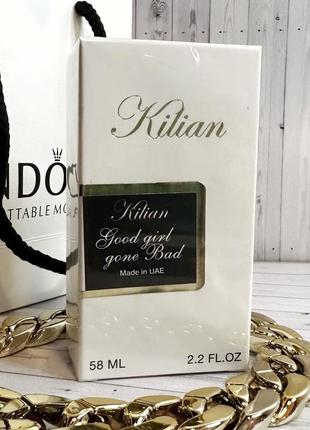 Kilian
Kilian
Good girl
gone Bad
Made in UAE
58 ML 2.2 FL.OZ